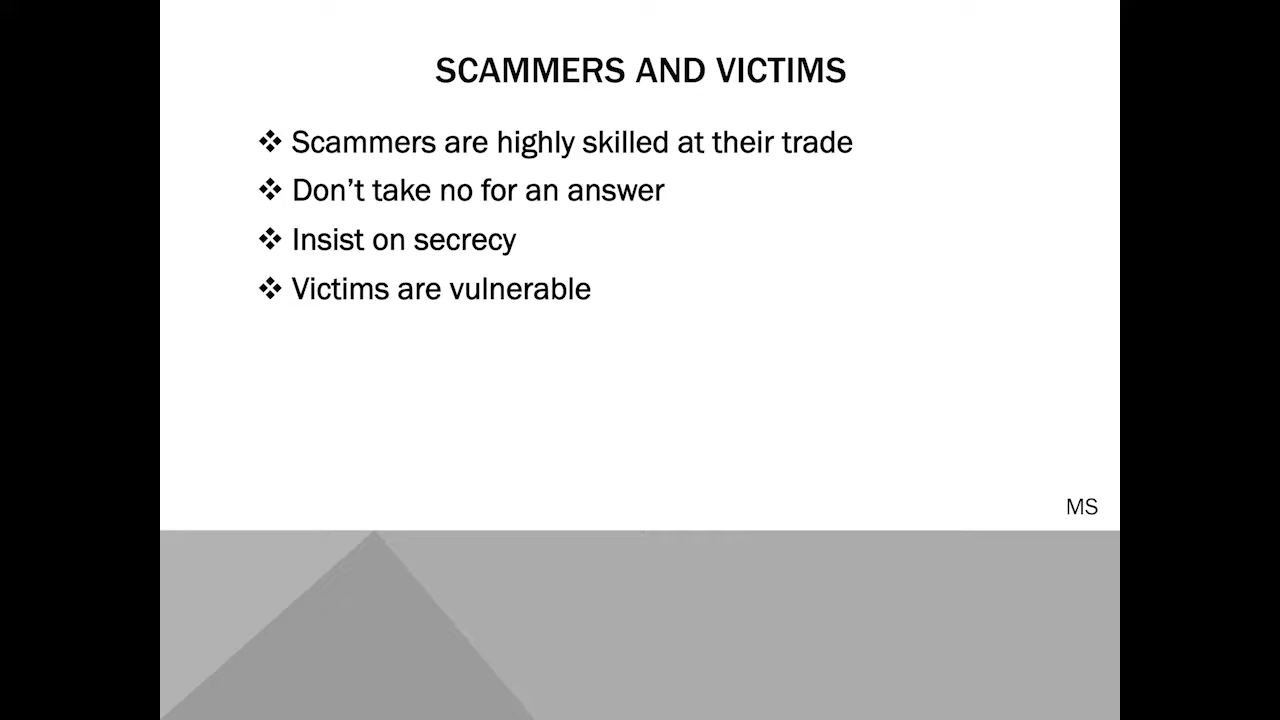 SCAMMERS AND VICTIMS
❖ Scammers are highly skilled at their trade
❖ Don’t take no for an answer
❖ Insist on secrecy
❖ Victims are vulnerable
MS